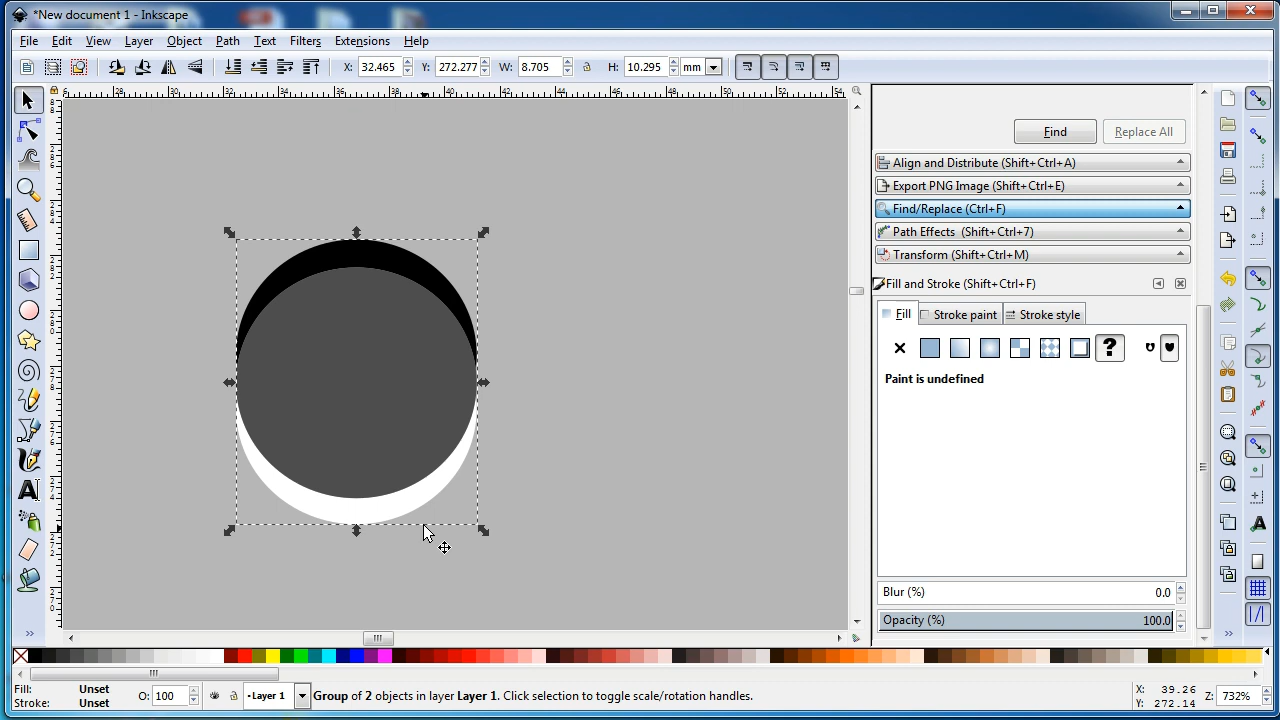 *New document 1 - Inkscape
File Edit View Layer Object Path Text Filters Extensions Help
X: 32.465 Y: 272.277 W: 8.705 H: 10.295 mm
Find Replace All
Align and Distribute (Shift+Ctrl+A)
Export PNG Image (Shift+Ctrl+E)
Find/Replace (Ctrl+F)
Path Effects (Shift+Ctrl+7)
Transform (Shift+Ctrl+M)
Fill and Stroke (Shift+Ctrl+F)
Fill Stroke paint Stroke style
?
Paint is undefined
Blur (%) 0.0
Opacity (%) 100.0
Fill: Unset
Stroke: Unset
O: 100
Layer 1
Group of 2 objects in layer Layer 1. Click selection to toggle scale/rotation handles.
X: 39.26
Y: 272.14
Z: 732%